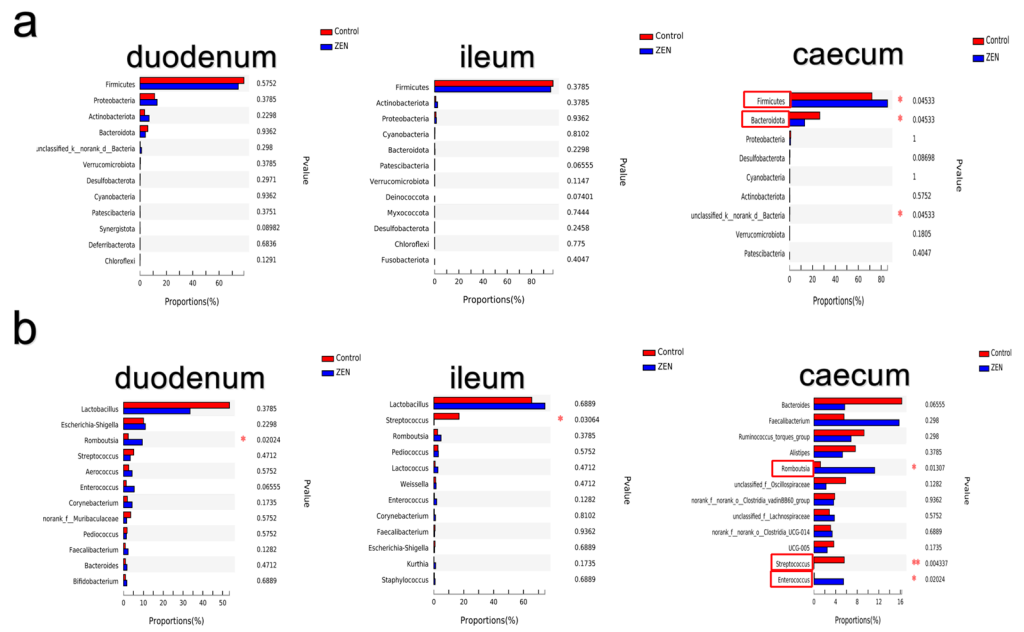 a
duodenum
Control
ZEN
Firmicutes 0.5752
Proteobacteria 0.3785
Actinobacteriota 0.2298
Bacteroidota 0.9362
unclassified_k__norank_d__Bacteria 0.298
Verrucomicrobiota 0.3785
Desulfobacterota 0.2971
Cyanobacteria 0.9362
Patescibacteria 0.3751
Synergistota 0.08982
Deferribacterota 0.6836
Chloroflexi 0.1291
0 20 40 60
Proportions(%)
Pvalue
ileum
Control
ZEN
Firmicutes 0.3785
Actinobacteriota 0.3785
Proteobacteria 0.9362
Cyanobacteria 0.8102
Bacteroidota 0.2298
Patescibacteria 0.06555
Verrucomicrobiota 0.1147
Deinococcota 0.07401
Myxococcota 0.7444
Desulfobacterota 0.2458
Chloroflexi 0.775
Fusobacteriota 0.4047
0 20 40 60 80
Proportions(%)
Pvalue
caecum
Control
ZEN
Firmicutes * 0.04533
Bacteroidota * 0.04533
Proteobacteria 1
Desulfobacterota 0.08698
Cyanobacteria 1
Actinobacteriota 0.5752
unclassified_k__norank_d__Bacteria * 0.04533
Verrucomicrobiota 0.1805
Patescibacteria 0.4047
0 20 40 60 80
Proportions(%)
Pvalue
b
duodenum
Control
ZEN
Lactobacillus 0.3785
Escherichia-Shigella 0.2298
Romboutsia * 0.02024
Streptococcus 0.4712
Aerococcus 0.5752
Enterococcus 0.06555
Corynebacterium 0.1735
norank_f__Muribaculaceae 0.5752
Pediococcus 0.5752
Faecalibacterium 0.1282
Bacteroides 0.4712
Bifidobacterium 0.6889
0 10 20 30 40 50
Proportions(%)
Pvalue
ileum
Control
ZEN
Lactobacillus 0.6889
Streptococcus * 0.03064
Romboutsia 0.3785
Pediococcus 0.5752
Lactococcus 0.4712
Weissella 0.4712
Enterococcus 0.1282
Corynebacterium 0.8102
Faecalibacterium 0.9362
Escherichia-Shigella 0.6889
Kurthia 0.1735
Staphylococcus 0.6889
0 20 40 60
Proportions(%)
Pvalue
caecum
Control
ZEN
Bacteroides 0.06555
Faecalibacterium 0.298
Ruminococcus_torques_group 0.298
Alistipes 0.3785
Romboutsia * 0.01307
unclassified_f__Oscillospiraceae 0.1282
norank_f__norank_o__Clostridia_vadinBB60_group 0.9362
unclassified_f__Lachnospiraceae 0.5752
norank_f__norank_o__Clostridia_UCG-014 0.6889
UCG-005 0.1735
Streptococcus ** 0.004337
Enterococcus * 0.02024
0 4 8 12 16
Proportions(%)
Pvalue